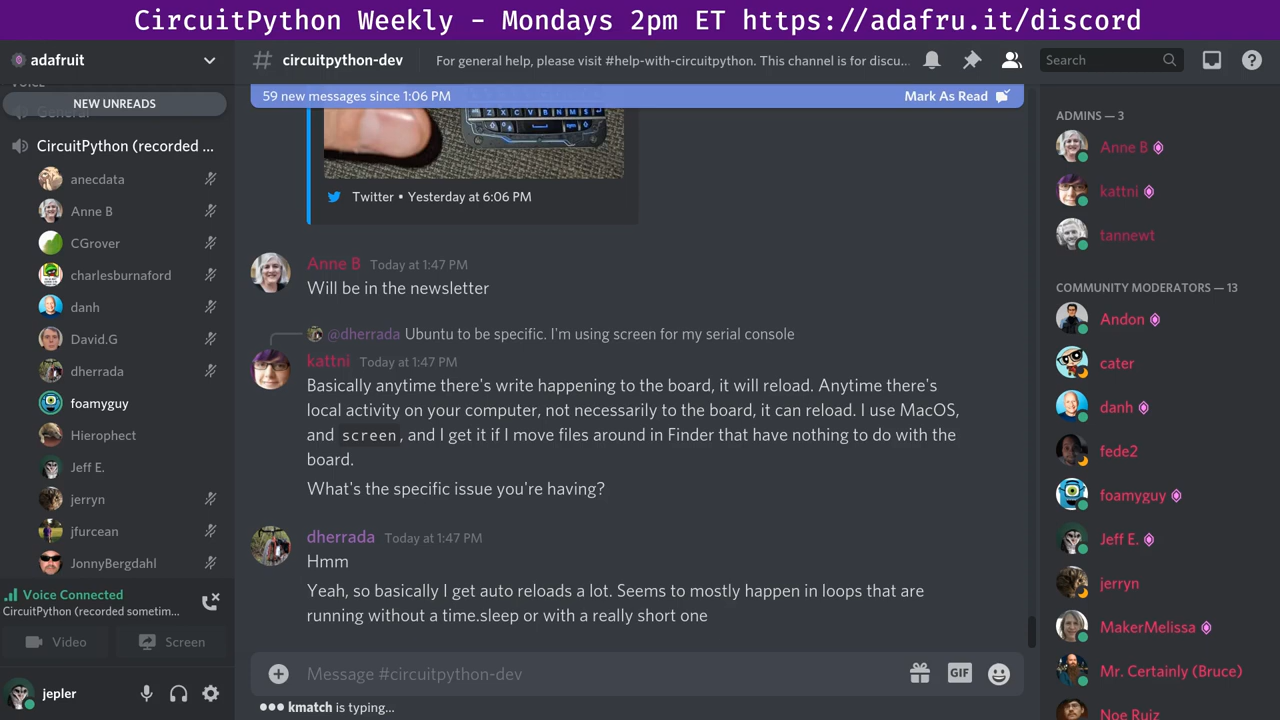 CircuitPython Weekly - Mondays 2pm ET https://adafru.it/discord
adafruit
VOICE
NEW UNREADS
General
CircuitPython (recorded ...
anecdata
Anne B
CGrover
charlesburnaford
danh
David.G
dherrada
foamyguy
Hierophect
Jeff E.
jerryn
jfurcean
JonnyBergdahl
Voice Connected
CircuitPython (recorded sometim...
Video
Screen
jepler
# circuitpython-dev
For general help, please visit #help-with-circuitpython. This channel is for discu...
Search
59 new messages since 1:06 PM
Mark As Read
Twitter • Yesterday at 6:06 PM
Anne B Today at 1:47 PM
Will be in the newsletter
@dherrada Ubuntu to be specific. I'm using screen for my serial console
kattni Today at 1:47 PM
Basically anytime there's write happening to the board, it will reload. Anytime there's
local activity on your computer, not necessarily to the board, it can reload. I use MacOS,
and screen, and I get it if I move files around in Finder that have nothing to do with the
board.
What's the specific issue you're having?
dherrada Today at 1:47 PM
Hmm
Yeah, so basically I get auto reloads a lot. Seems to mostly happen in loops that are
running without a time.sleep or with a really short one
Message #circuitpython-dev
GIF
kmatch is typing...
ADMINS — 3
Anne B
kattni
tannewt
COMMUNITY MODERATORS — 13
Andon
cater
danh
fede2
foamyguy
Jeff E.
jerryn
MakerMelissa
Mr. Certainly (Bruce)
Noe Ruiz